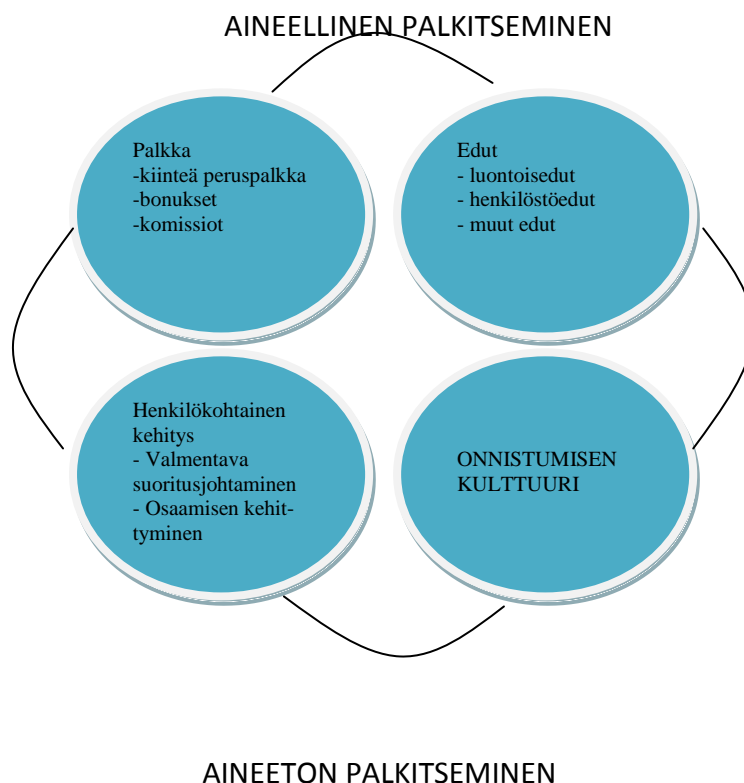 AINEELLINEN PALKITSEMINEN
Palkka
-kiinteä peruspalkka
-bonukset
-komissiot
Edut
- luontoisedut
- henkilöstöedut
- muut edut
Henkilökohtainen
kehitys
- Valmentava
suoritusjohtaminen
- Osaamisen kehit-
tyminen
ONNISTUMISEN
KULTTUURI
AINEETON PALKITSEMINEN